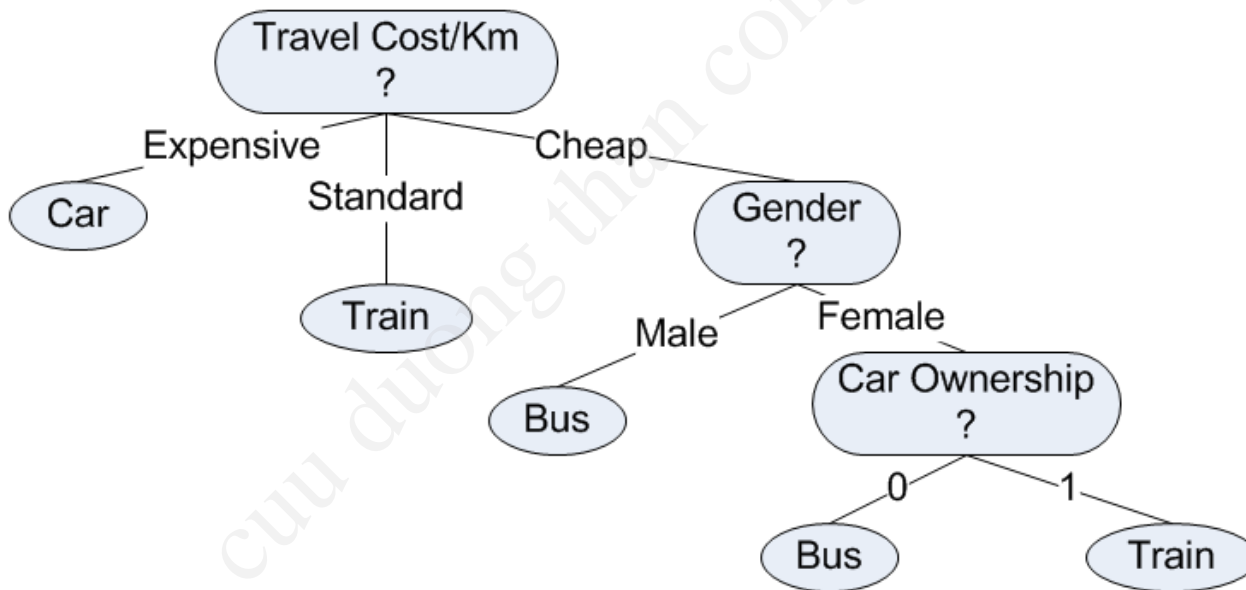 Travel Cost/Km
?
Expensive
Cheap
Standard
Car
Gender
?
Train
Male
Female
Car Ownership
?
Bus
0
1
Bus
Train
cuu duong than cong